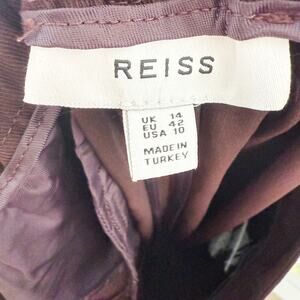 REISS
UK 14
EU 42
USA 10
MADE IN
TURKEY